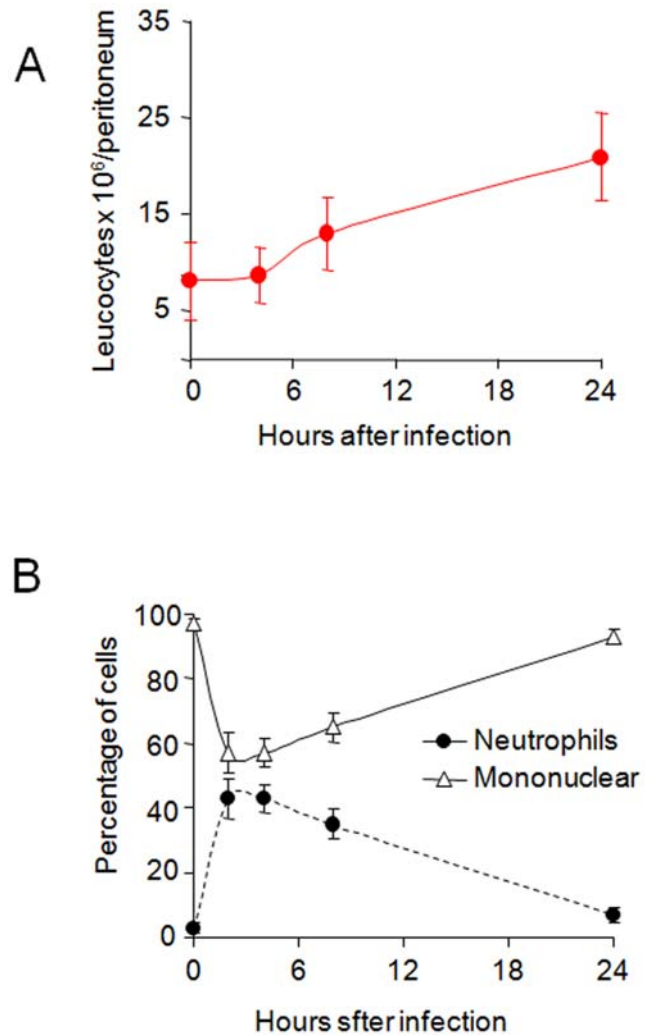 A
Leucocytes x 10⁶/peritoneum
35
25
15
5
0
6
12
18
24
Hours after infection
B
Percentage of cells
100
80
60
40
20
0
Neutrophils
Mononuclear
0
6
12
18
24
Hours sfter infection